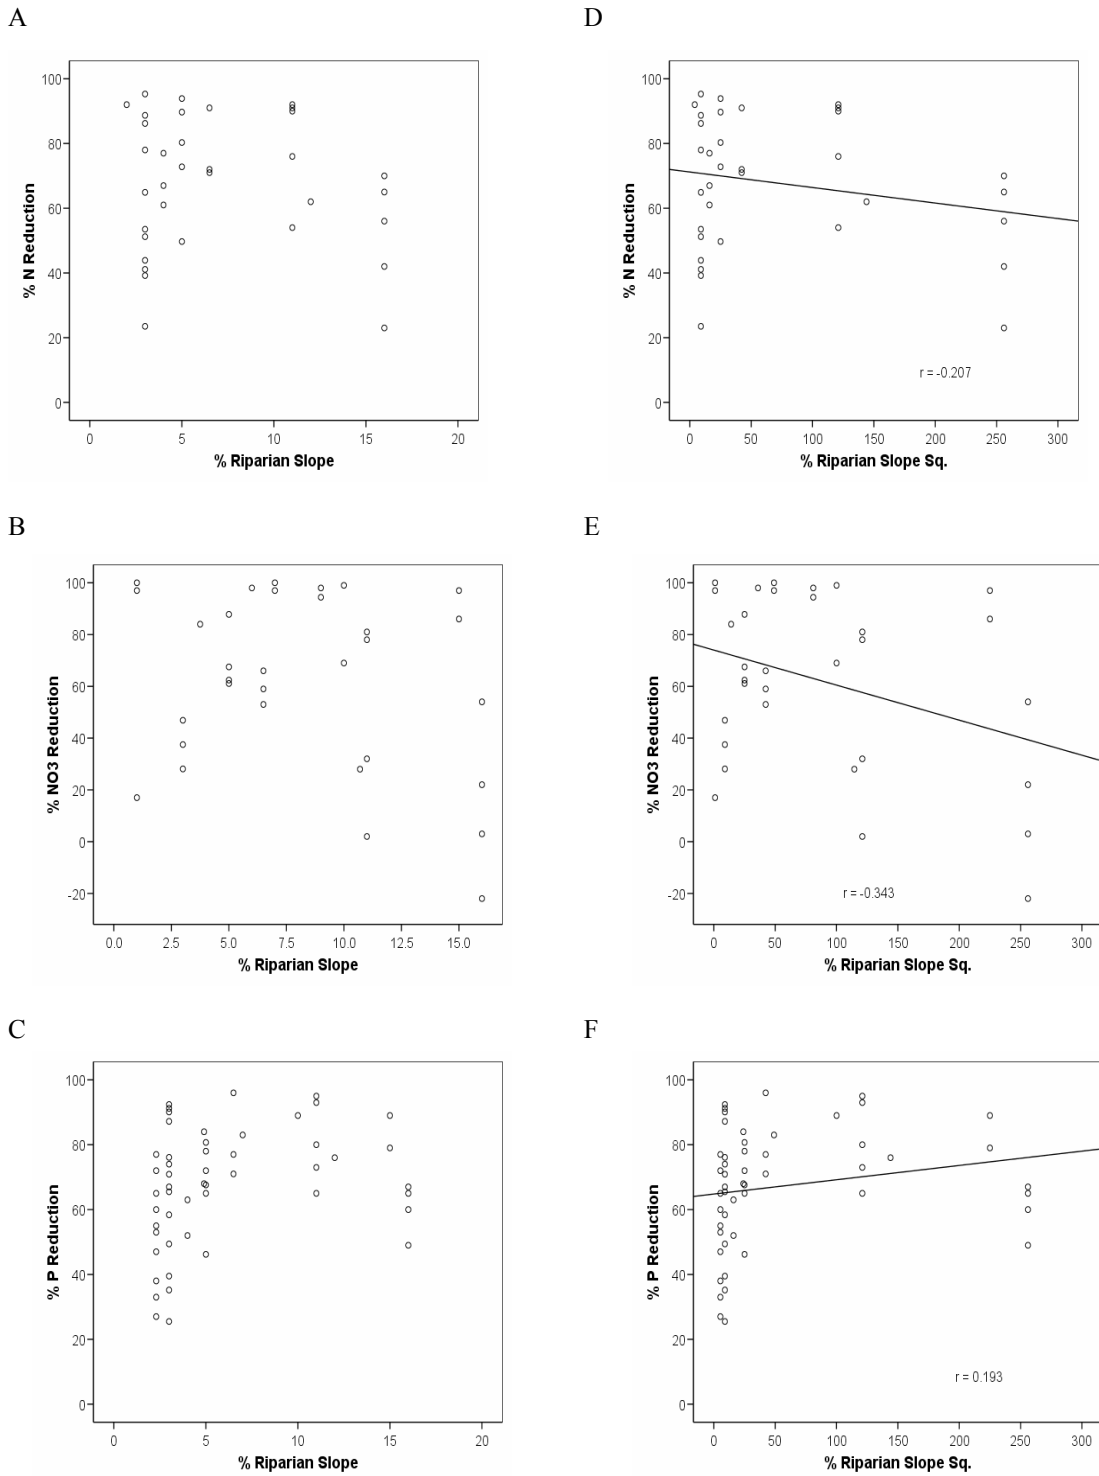 A
100
80
60
40
20
0
% N Reduction
0 5 10 15 20
% Riparian Slope
D
100
80
60
40
20
0
% N Reduction
r = -0.207
0 50 100 150 200 250 300
% Riparian Slope Sq.
B
100
80
60
40
20
0
-20
% NO3 Reduction
0.0 2.5 5.0 7.5 10.0 12.5 15.0
% Riparian Slope
E
100
80
60
40
20
0
-20
% NO3 Reduction
r = -0.343
0 50 100 150 200 250 300
% Riparian Slope Sq.
C
100
80
60
40
20
0
% P Reduction
0 5 10 15 20
% Riparian Slope
F
100
80
60
40
20
0
% P Reduction
r = 0.193
0 50 100 150 200 250 300
% Riparian Slope Sq.